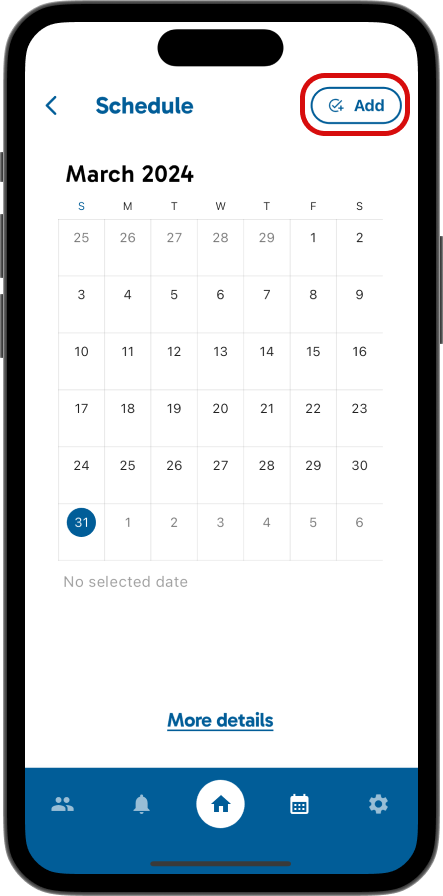 Schedule
Add
March 2024
S M T W T F S
25 26 27 28 29 1 2
3 4 5 6 7 8 9
10 11 12 13 14 15 16
17 18 19 20 21 22 23
24 25 26 27 28 29 30
31 1 2 3 4 5 6
No selected date
More details